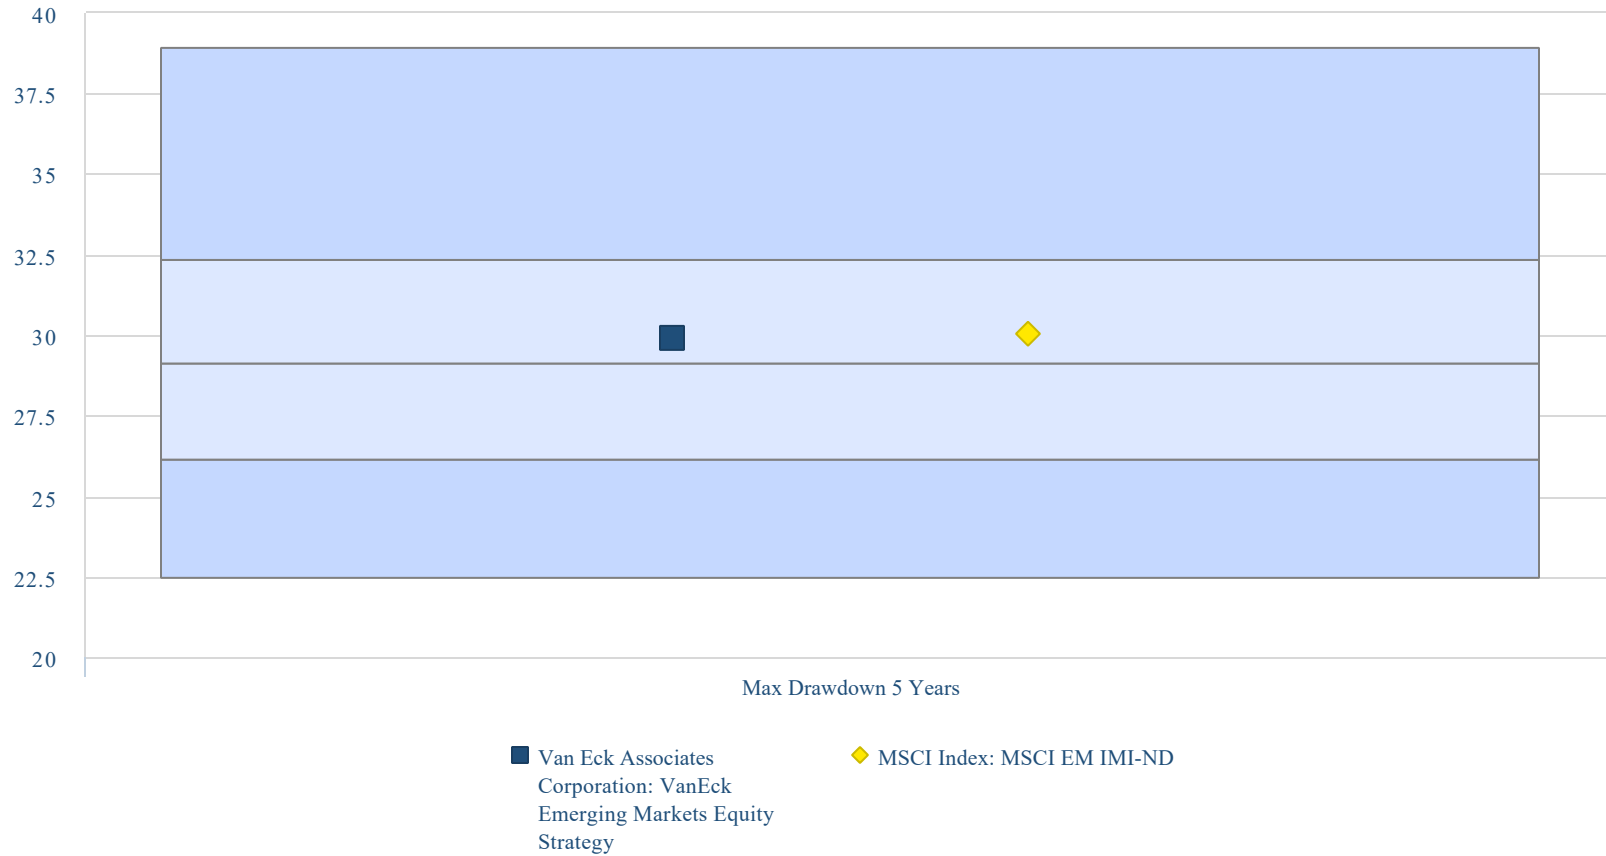 40
37.5
35
32.5
30
27.5
25
22.5
20
Max Drawdown 5 Years
Van Eck Associates
Corporation: VanEck
Emerging Markets Equity
Strategy
MSCI Index: MSCI EM IMI-ND